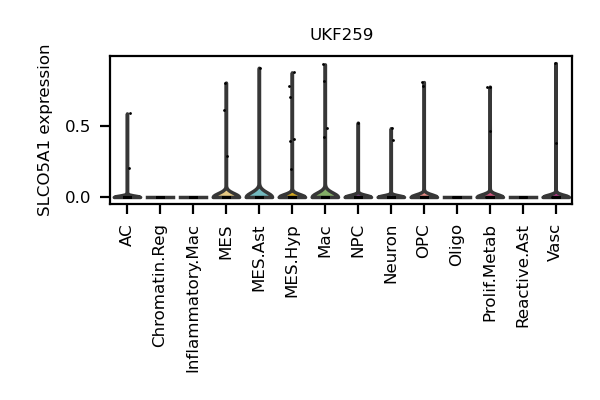 UKF259
SLCO5A1 expression
0.5
0.0
AC
Chromatin.Reg
Inflammatory.Mac
MES
MES.Ast
MES.Hyp
Mac
NPC
Neuron
OPC
Oligo
Prolif.Metab
Reactive.Ast
Vasc